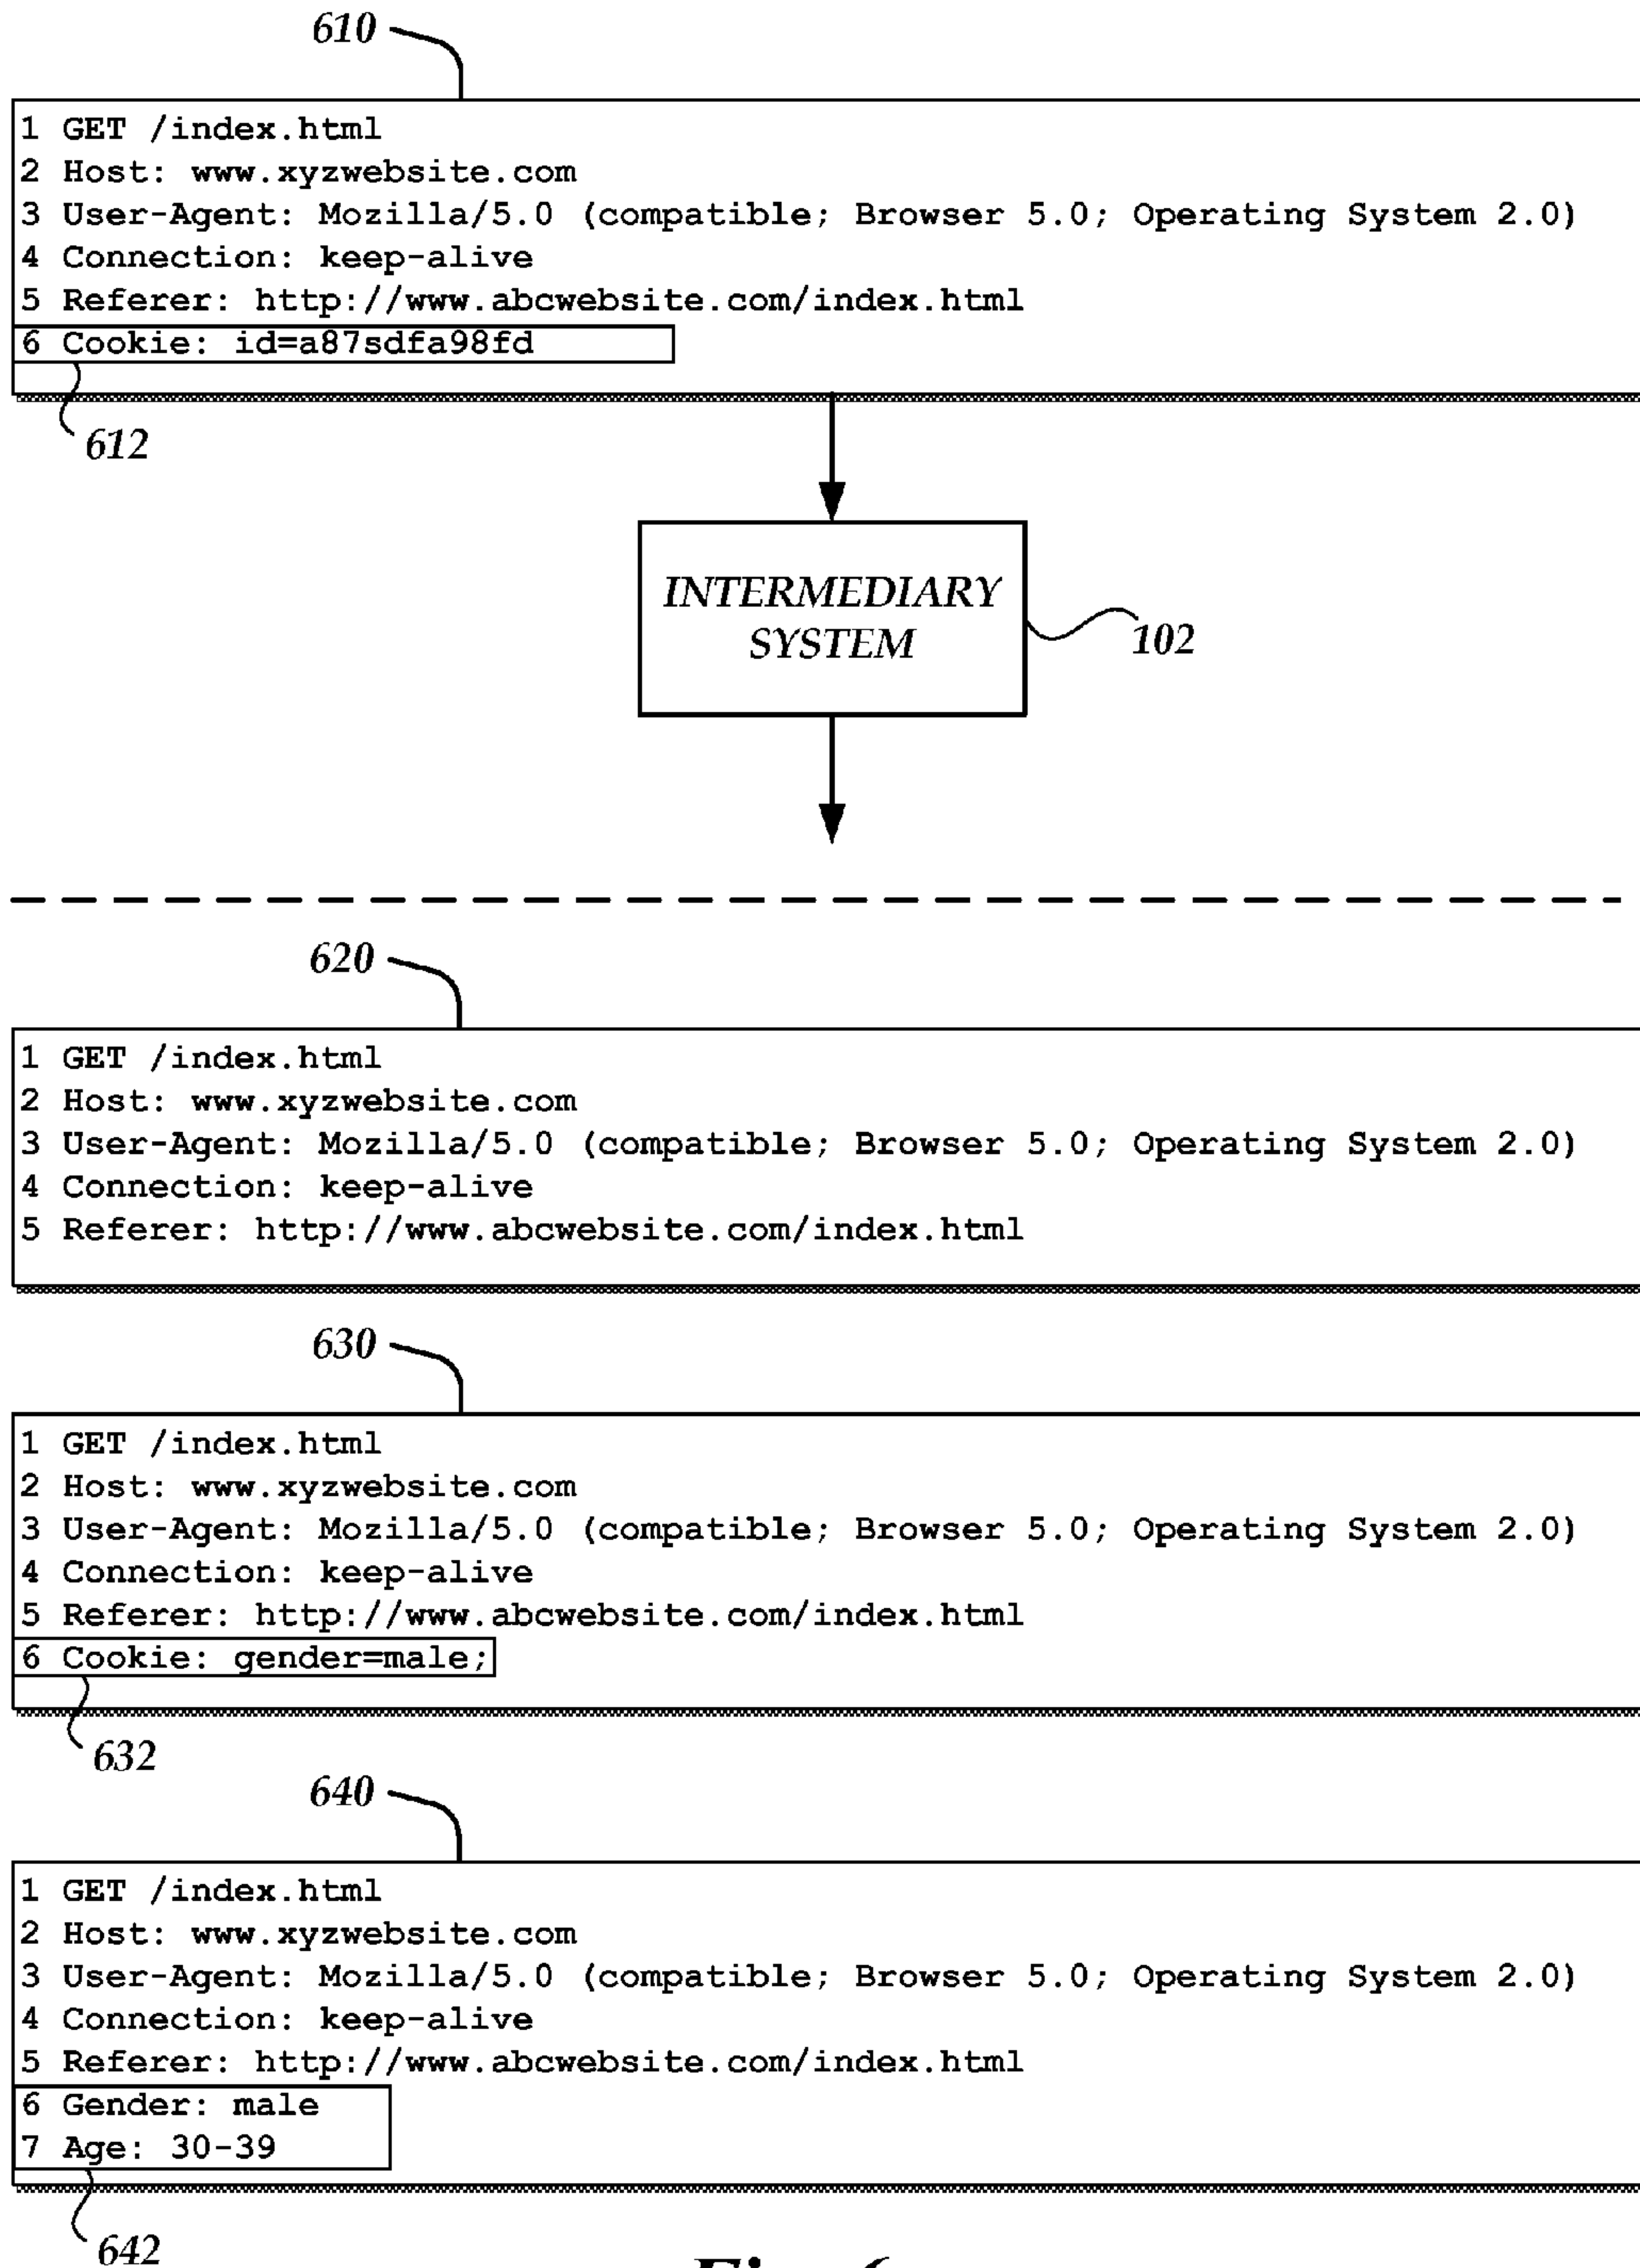 610
1 GET /index.html
2 Host: www.xyzwebsite.com
3 User-Agent: Mozilla/5.0 (compatible; Browser 5.0; Operating System 2.0)
4 Connection: keep-alive
5 Referer: http://www.abcwebsite.com/index.html
6 Cookie: id=a87sdfa98fd
612
INTERMEDIARY
SYSTEM
102
620
1 GET /index.html
2 Host: www.xyzwebsite.com
3 User-Agent: Mozilla/5.0 (compatible; Browser 5.0; Operating System 2.0)
4 Connection: keep-alive
5 Referer: http://www.abcwebsite.com/index.html
630
1 GET /index.html
2 Host: www.xyzwebsite.com
3 User-Agent: Mozilla/5.0 (compatible; Browser 5.0; Operating System 2.0)
4 Connection: keep-alive
5 Referer: http://www.abcwebsite.com/index.html
6 Cookie: gender=male;
632
640
1 GET /index.html
2 Host: www.xyzwebsite.com
3 User-Agent: Mozilla/5.0 (compatible; Browser 5.0; Operating System 2.0)
4 Connection: keep-alive
5 Referer: http://www.abcwebsite.com/index.html
6 Gender: male
7 Age: 30-39
642